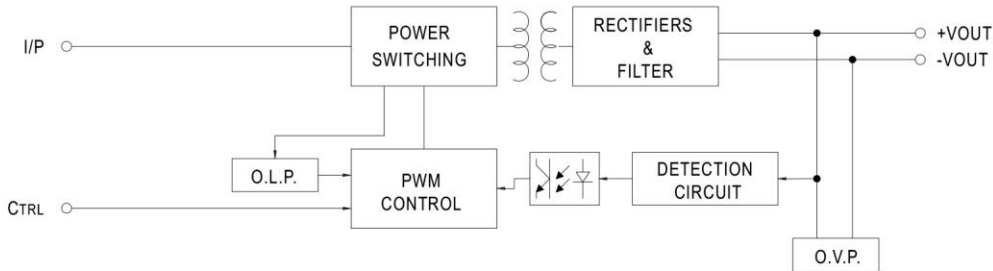 I/P
POWER
SWITCHING
RECTIFIERS
&
FILTER
+VOUT
-VOUT
O.L.P.
PWM
CONTROL
DETECTION
CIRCUIT
CTRL
O.V.P.